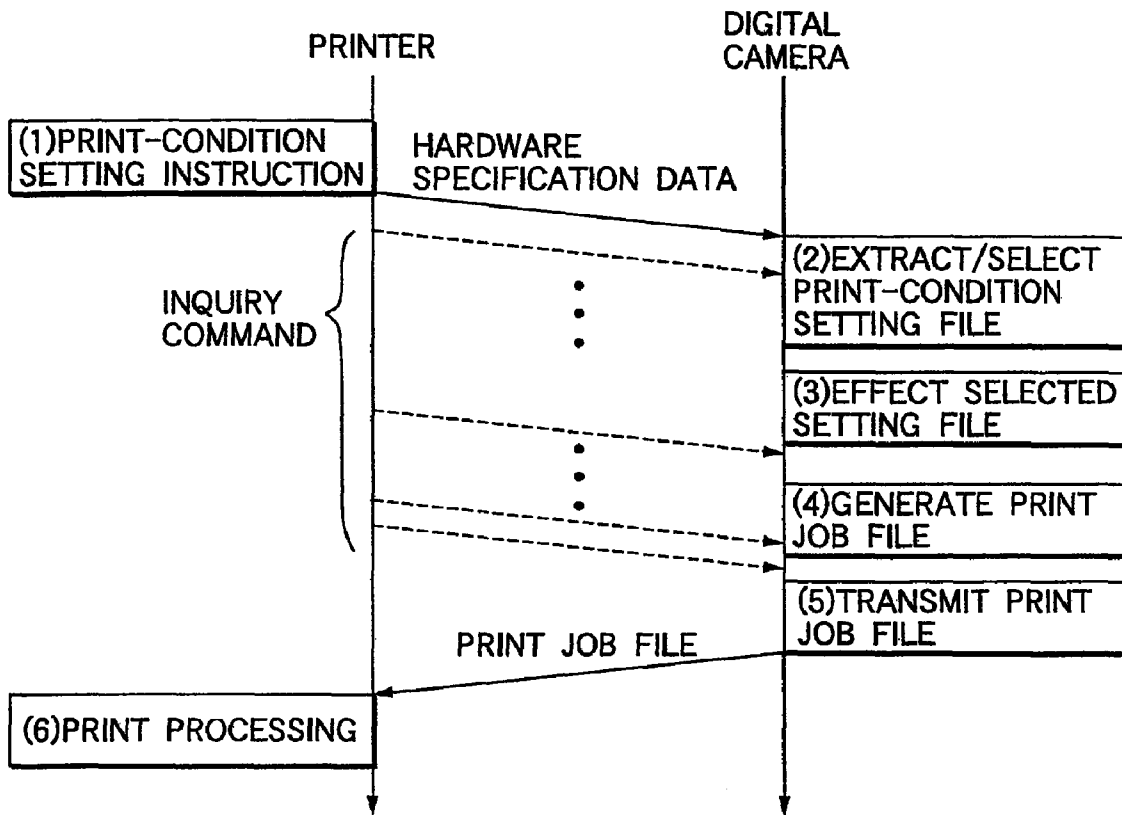 PRINTER
DIGITAL
CAMERA
(1)PRINT-CONDITION
SETTING INSTRUCTION
HARDWARE
SPECIFICATION DATA
(2)EXTRACT/SELECT
PRINT-CONDITION
SETTING FILE
INQUIRY
COMMAND
(3)EFFECT SELECTED
SETTING FILE
(4)GENERATE PRINT
JOB FILE
(5)TRANSMIT PRINT
JOB FILE
PRINT JOB FILE
(6)PRINT PROCESSING